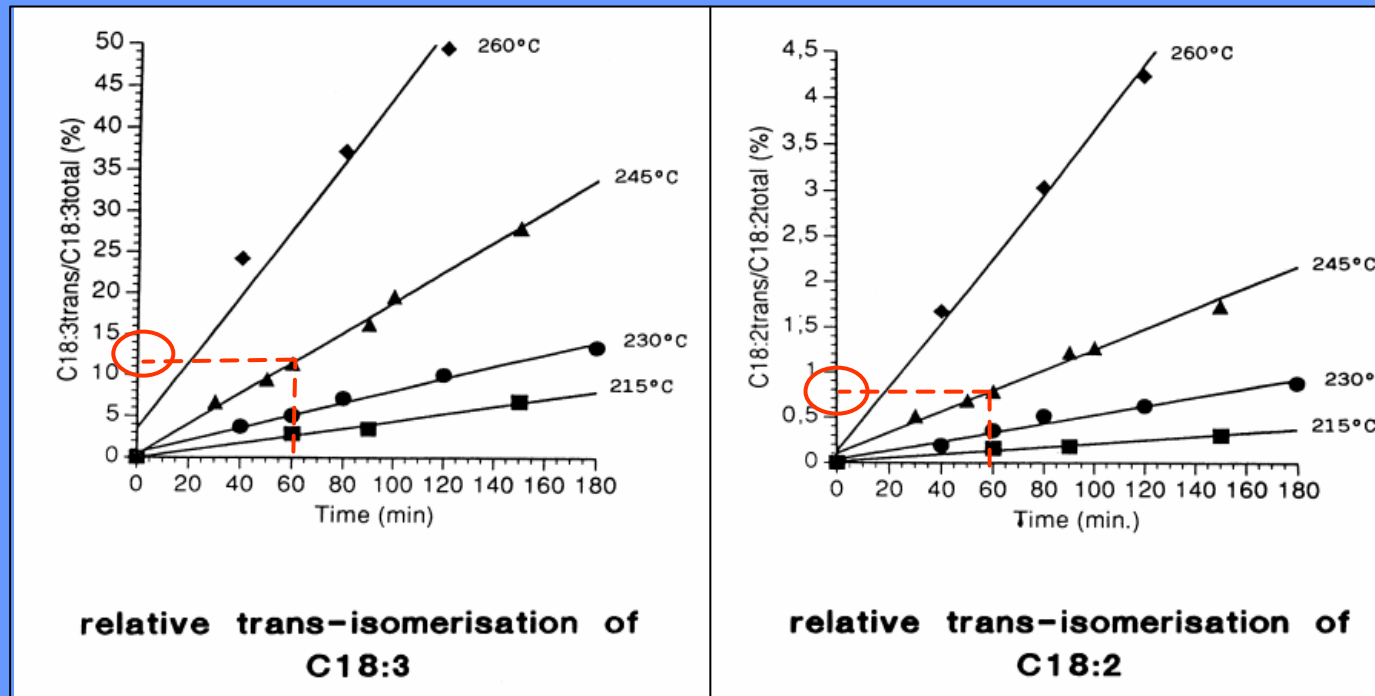 50
45
40
35
30
25
20
15
10
5
0
C18:3trans/C18:3total (%)
260°C
245°C
230°C
215°C
0 20 40 60 80 100 120 140 160 180
Time (min)
relative trans-isomerisation of
C18:3
4,5
4
3,5
3
2,5
2
1,5
1
0,5
0
C18:2trans/C18:2total (%)
260°C
245°C
230°
215°C
0 20 40 60 80 100 120 140 160 180
Time (min.)
relative trans-isomerisation of
C18:2